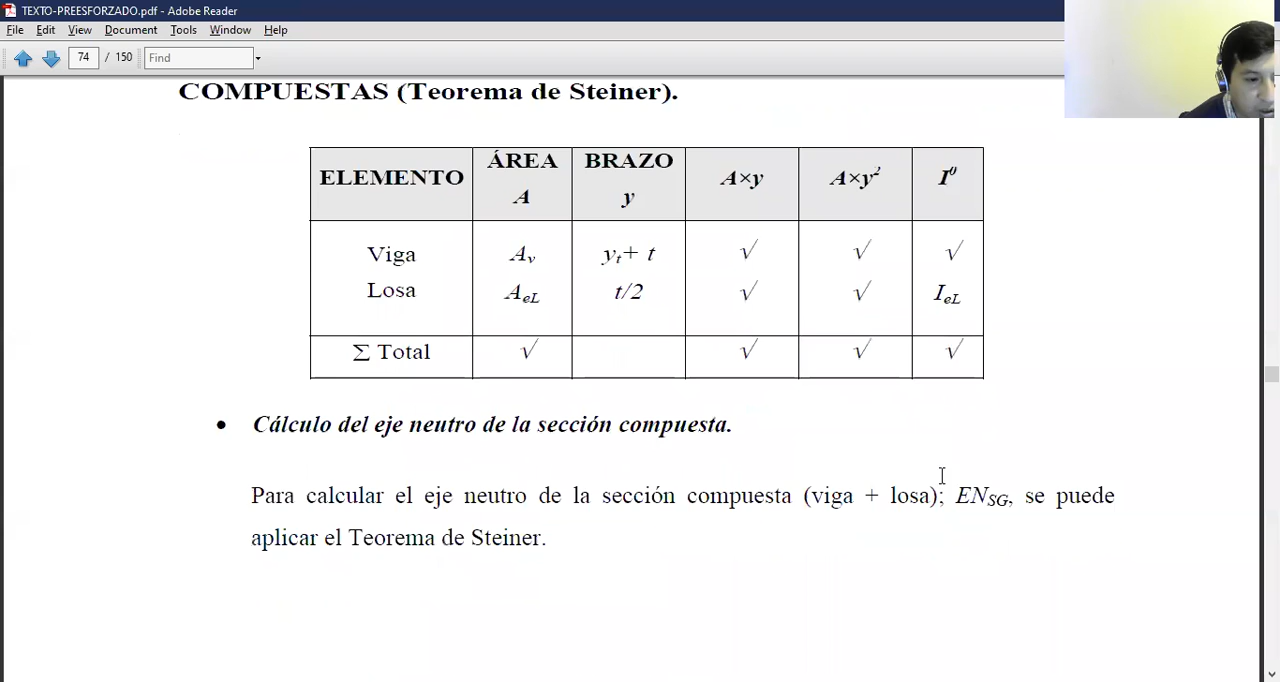 TEXTO-PREESFORZADO.pdf - Adobe Reader
File Edit View Document Tools Window Help
74 / 150 Find
COMPUESTAS (Teorema de Steiner).
ELEMENTO ÁREA A BRAZO y A×y A×y² I⁰
Viga Aᵥ yₜ+ t √ √ √
Losa A_eL t/2 √ √ I_eL
Σ Total √ √ √ √
• Cálculo del eje neutro de la sección compuesta.
Para calcular el eje neutro de la sección compuesta (viga + losa); EN_SG, se puede
aplicar el Teorema de Steiner.